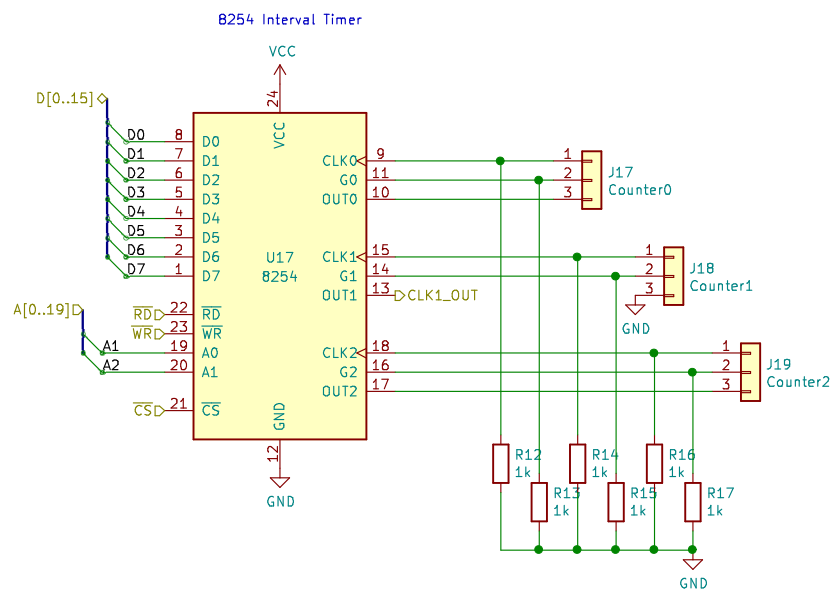 8254 Interval Timer
VCC
24
VCC
D[0..15]
D0 8 D0
D1 7 D1
D2 6 D2
D3 5 D3
D4 4 D4
D5 3 D5
D6 2 D6
D7 1 D7
A[0..19]
RD 22 RD
WR 23 WR
A1 19 A0
A2 20 A1
CS 21 CS
U17
8254
CLK0 9
G0 11
OUT0 10
CLK1 15
G1 14
OUT1 13 CLK1_OUT
CLK2 18
G2 16
OUT2 17
GND
12
GND
1
2
3
J17
Counter0
1
2
3
J18
Counter1
GND
1
2
3
J19
Counter2
R12
1k
R13
1k
R14
1k
R15
1k
R16
1k
R17
1k
GND